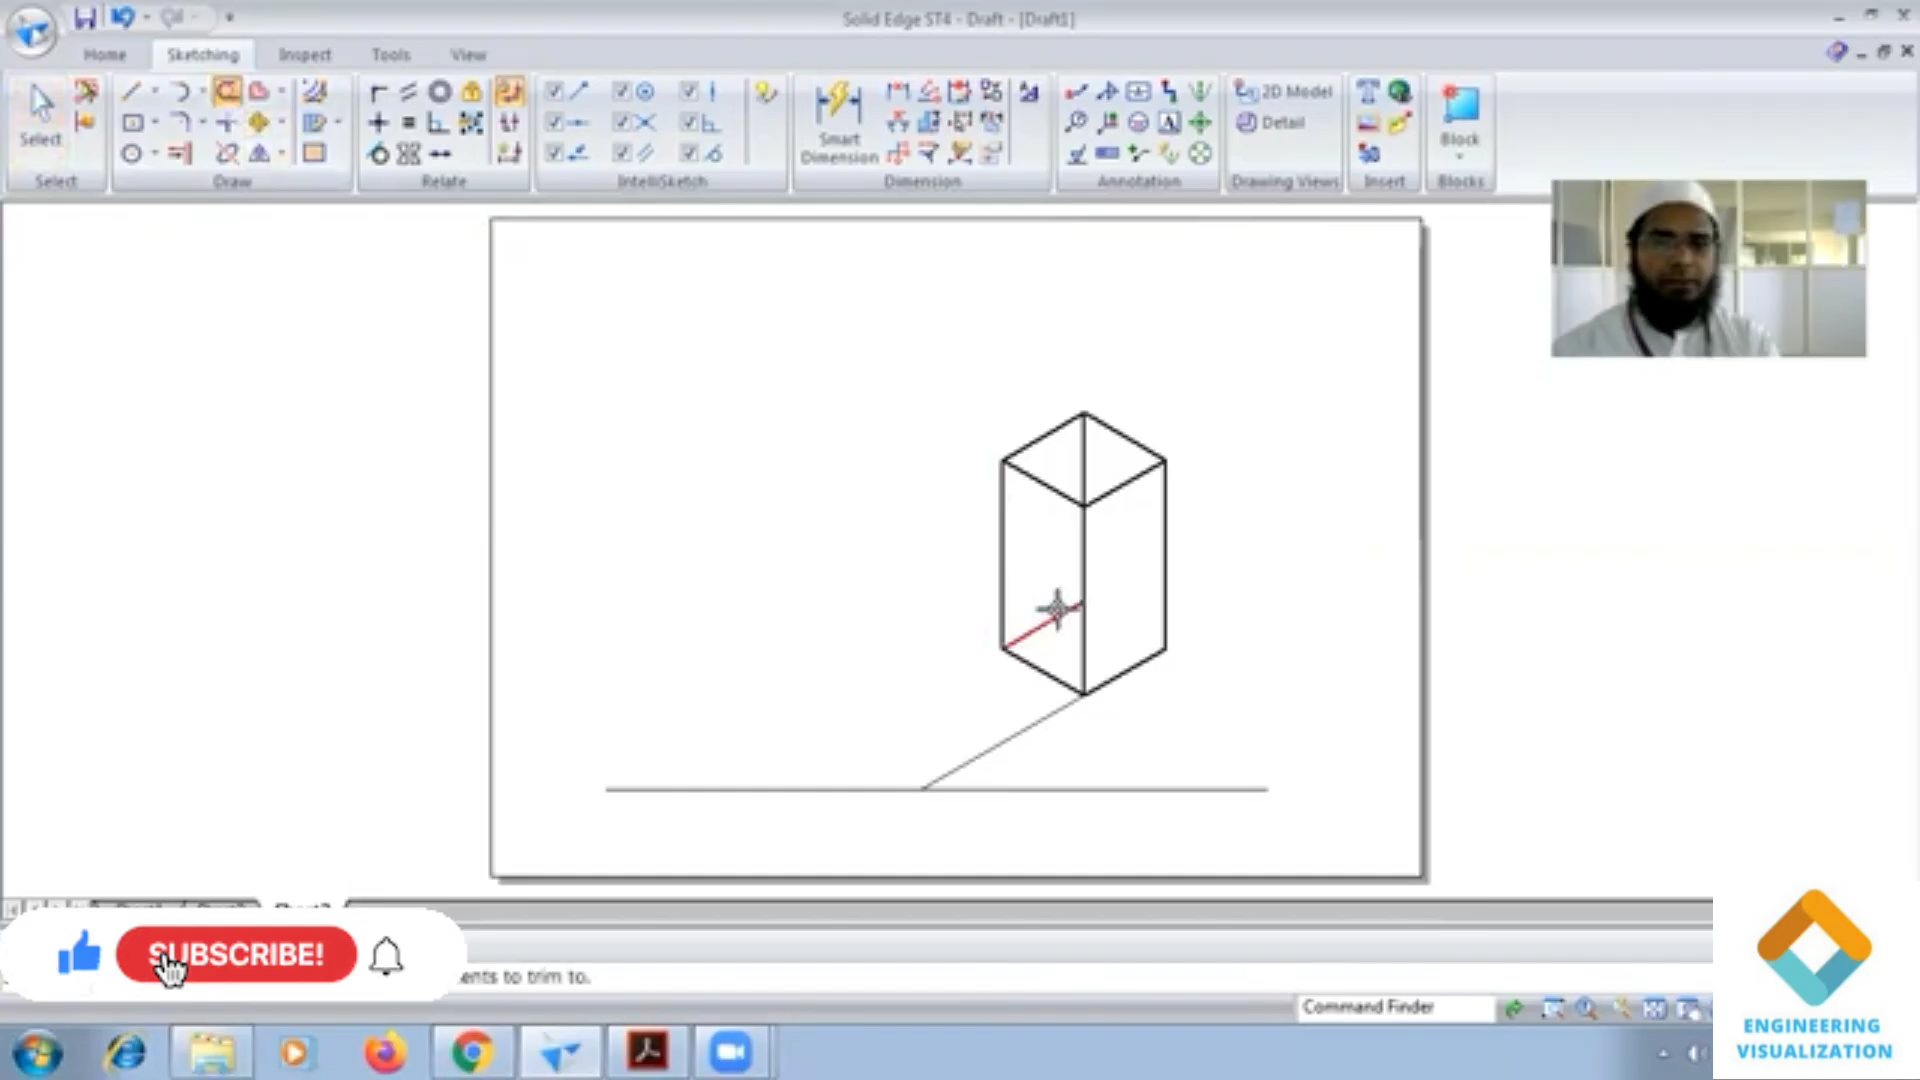 Solid Edge ST4 - Draft - [Draft1]
Home Sketching Inspect Tools View
Select
Smart Dimension
2D Model
Detail
Block
Select Draw Relate IntelliSketch Dimension Annotation Drawing Views Insert Blocks
SUBSCRIBE!
ents to trim to.
Command Finder
ENGINEERING
VISUALIZATION